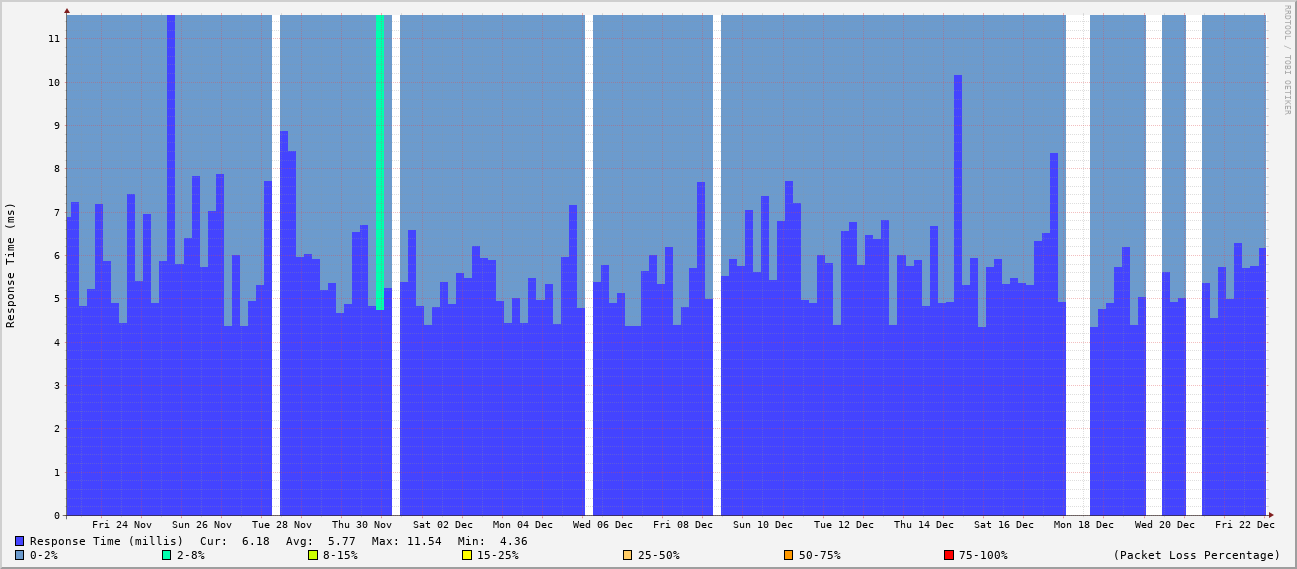 RRDTOOL / TOBI OETIKER
Response Time (ms)
11
10
9
8
7
6
5
4
3
2
1
0
Fri 24 Nov Sun 26 Nov Tue 28 Nov Thu 30 Nov Sat 02 Dec Mon 04 Dec Wed 06 Dec Fri 08 Dec Sun 10 Dec Tue 12 Dec Thu 14 Dec Sat 16 Dec Mon 18 Dec Wed 20 Dec Fri 22 Dec
Response Time (millis) Cur: 6.18 Avg: 5.77 Max: 11.54 Min: 4.36
0-2% 2-8% 8-15% 15-25% 25-50% 50-75% 75-100% (Packet Loss Percentage)